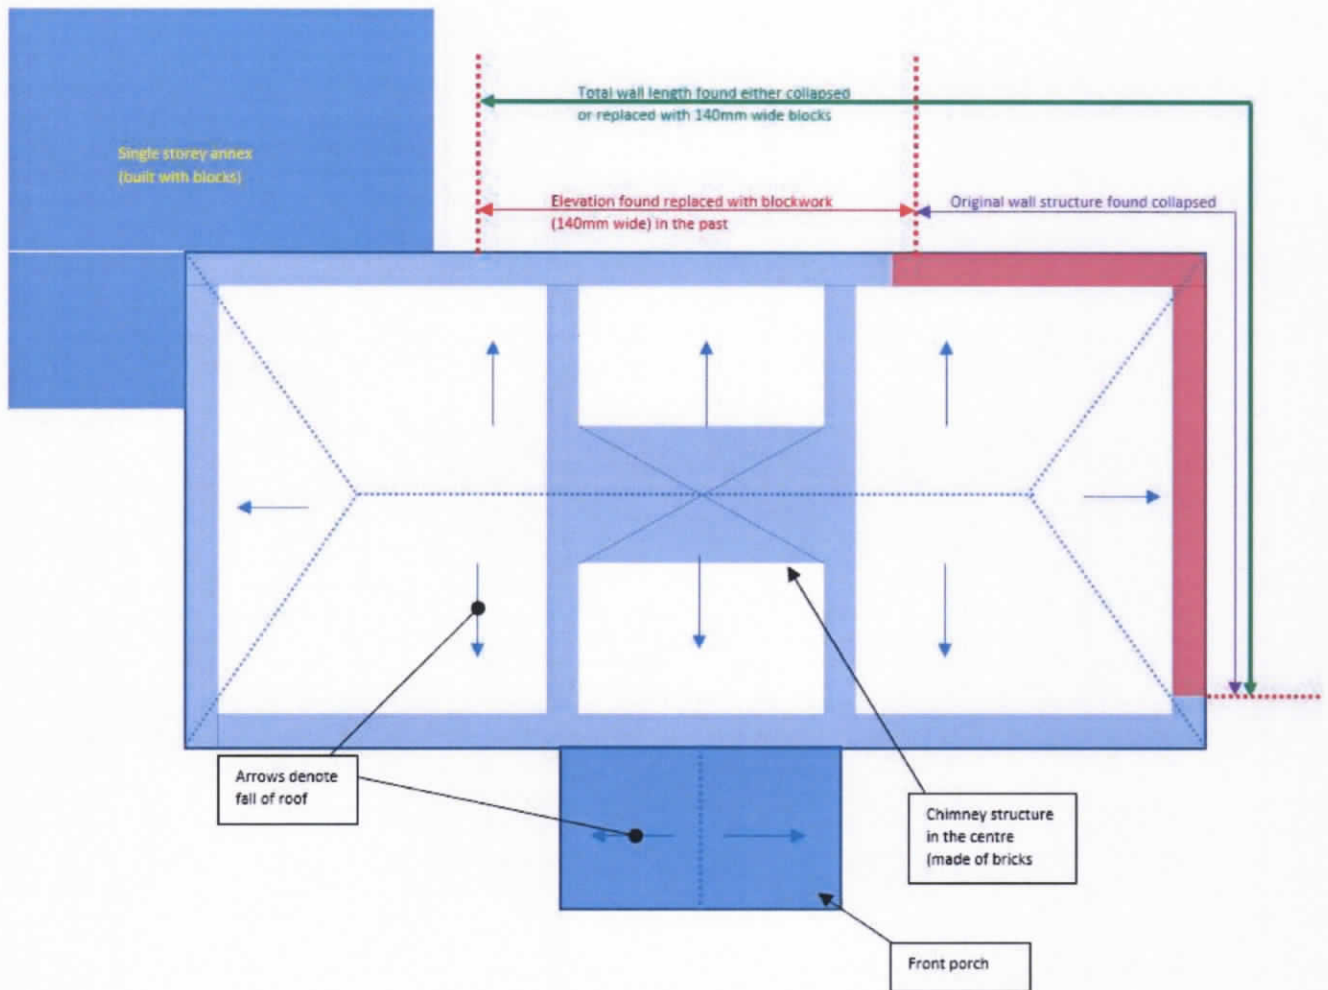 Total wall length found either collapsed
or replaced with 140mm wide blocks
Single storey annex
(built with blocks)
Elevation found replaced with blockwork
(140mm wide) in the past
Original wall structure found collapsed
Arrows denote
fall of roof
Chimney structure
in the centre
(made of bricks
Front porch